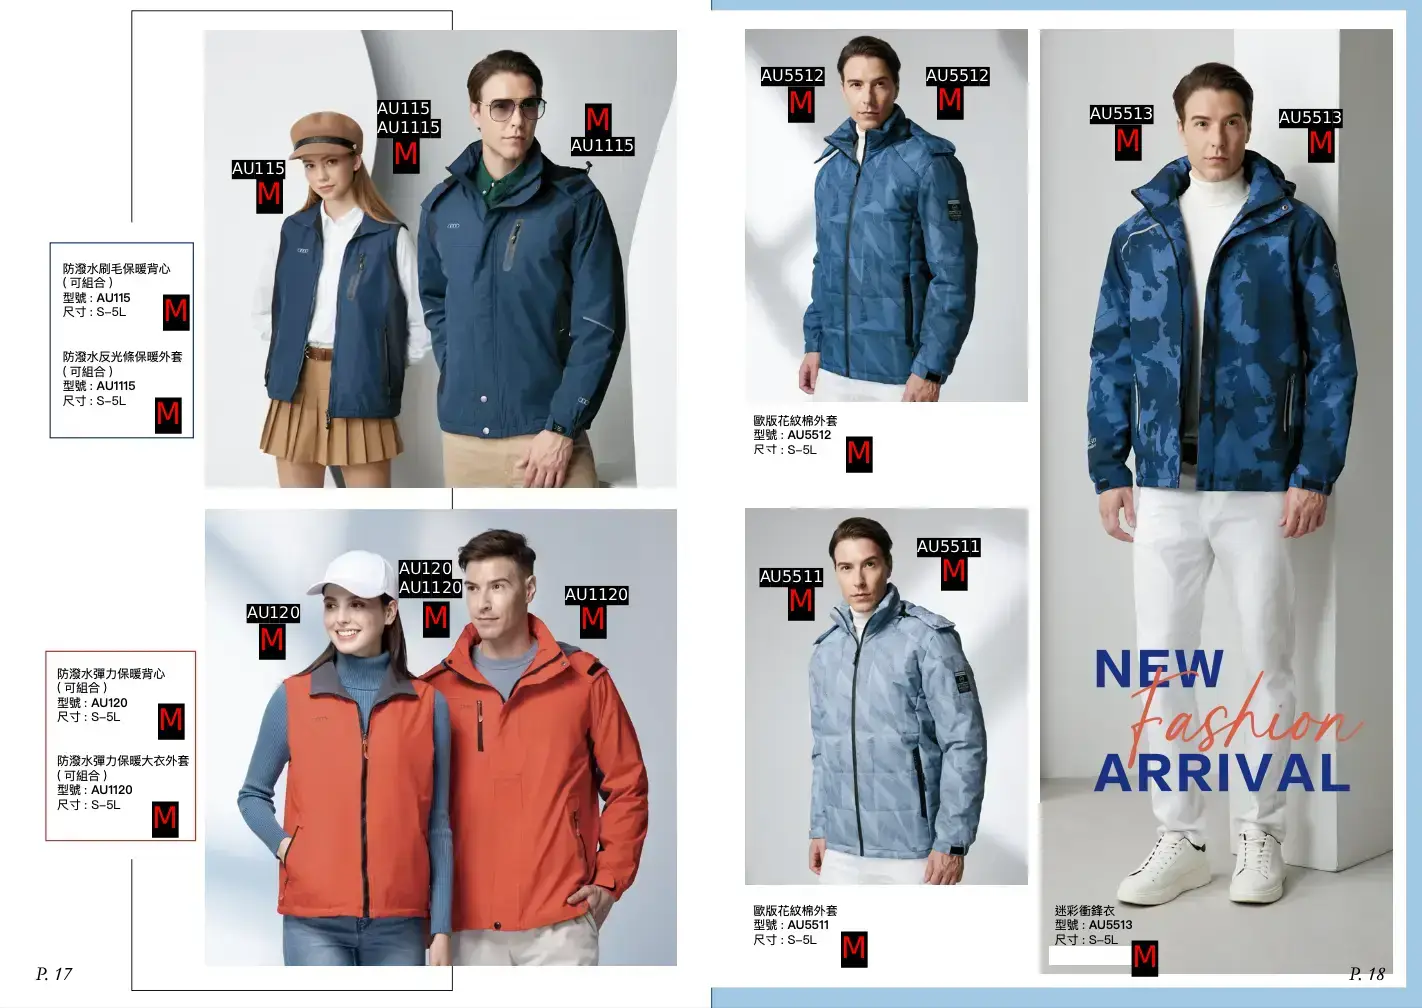 AU115
M
AU115
AU1115
M
M
AU1115
防潑水刷毛保暖背心
( 可組合 )
型號 : AU115
尺寸 : S-5L
M
防潑水反光條保暖外套
( 可組合 )
型號 : AU1115
尺寸 : S-5L
M
AU120
M
AU120
AU1120
M
AU1120
M
防潑水彈力保暖背心
( 可組合 )
型號 : AU120
尺寸 : S-5L
M
防潑水彈力保暖大衣外套
( 可組合 )
型號 : AU1120
尺寸 : S-5L
M
P. 17
AU5512
M
AU5512
M
歐版花紋棉外套
型號 : AU5512
尺寸 : S-5L
M
AU5511
M
AU5511
M
歐版花紋棉外套
型號 : AU5511
尺寸 : S-5L
M
AU5513
M
AU5513
M
NEW
Fashion
ARRIVAL
迷彩衝鋒衣
型號 : AU5513
尺寸 : S-5L
M
P. 18